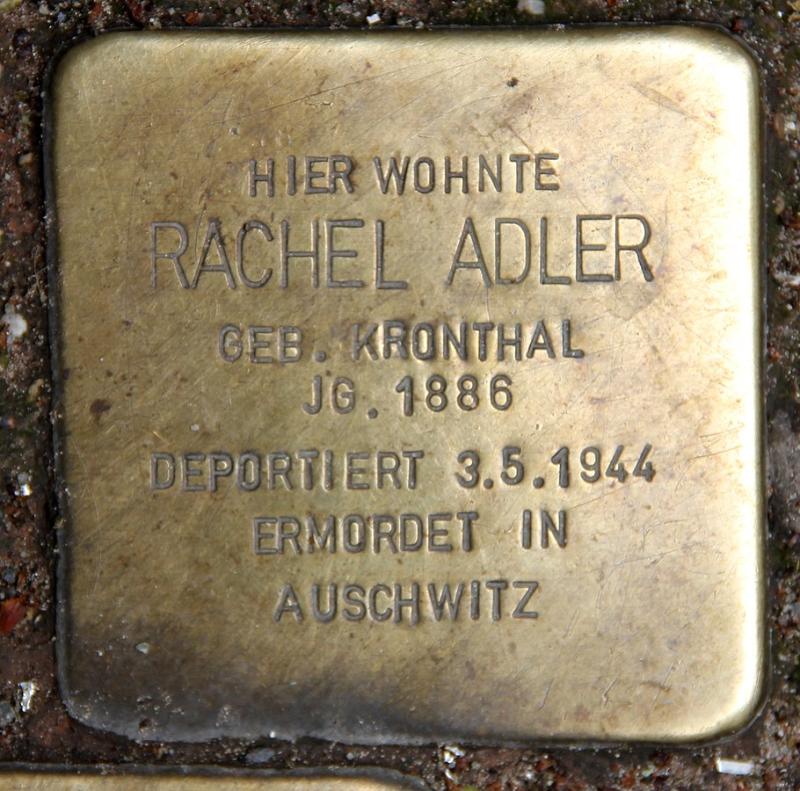 HIER WOHNTE
RACHEL ADLER
GEB. KRONTHAL
JG. 1886
DEPORTIERT 3.5.1944
ERMORDET IN
AUSCHWITZ